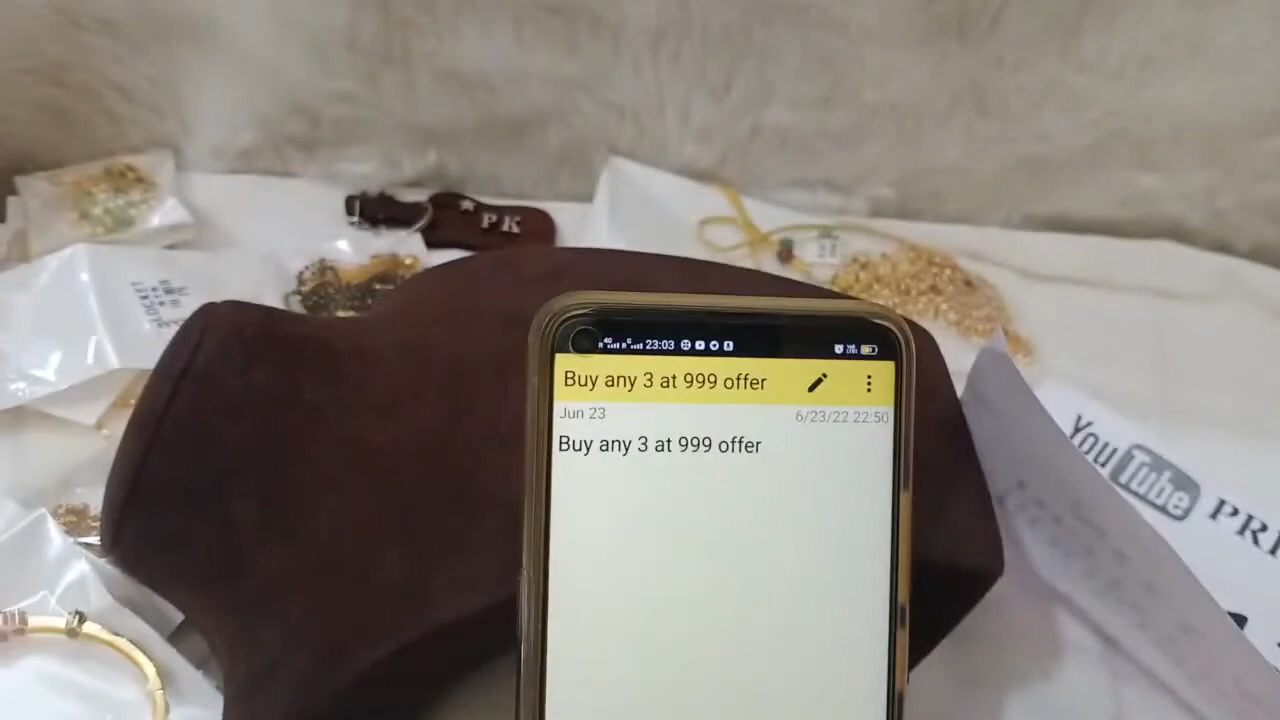 PK
LOCKET
23:03
Buy any 3 at 999 offer
Jun 23
6/23/22 22:50
Buy any 3 at 999 offer
YouTube